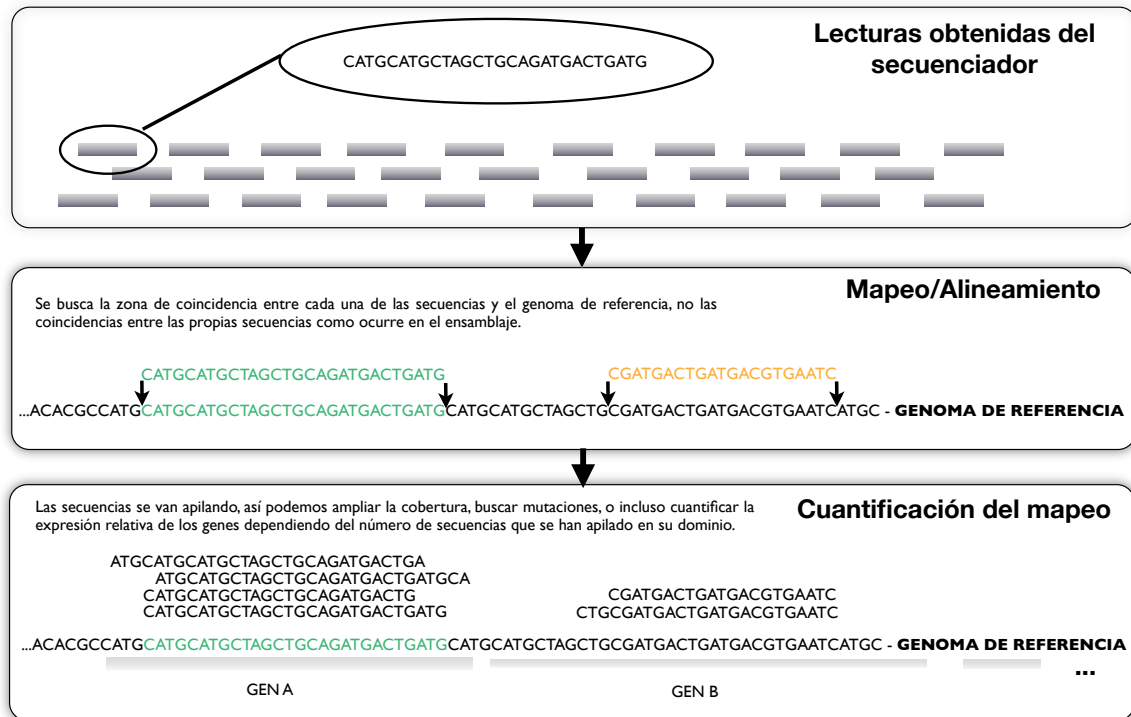 Lecturas obtenidas del
secuenciador
CATGCATGCTAGCTGCAGATGACTGATG
Mapeo/Alineamiento
Se busca la zona de coincidencia entre cada una de las secuencias y el genoma de referencia, no las
coincidencias entre las propias secuencias como ocurre en el ensamblaje.
CATGCATGCTAGCTGCAGATGACTGATG
CGATGACTGATGACGTGAATC
...ACACGCCATGCATGCATGCTAGCTGCAGATGACTGATGCATGCATGCTAGCTGCGATGACTGATGACGTGAATCATGC - GENOMA DE REFERENCIA
Cuantificación del mapeo
Las secuencias se van apilando, así podemos ampliar la cobertura, buscar mutaciones, o incluso cuantificar la
expresión relativa de los genes dependiendo del número de secuencias que se han apilado en su dominio.
ATGCATGCATGCTAGCTGCAGATGACTGA
ATGCATGCTAGCTGCAGATGACTGATGCA
CATGCATGCTAGCTGCAGATGACTG
CGATGACTGATGACGTGAATC
CATGCATGCTAGCTGCAGATGACTGATG
CTGCGATGACTGATGACGTGAATC
...ACACGCCATGCATGCATGCTAGCTGCAGATGACTGATGCATGCATGCTAGCTGCGATGACTGATGACGTGAATCATGC - GENOMA DE REFERENCIA
...
GEN A
GEN B